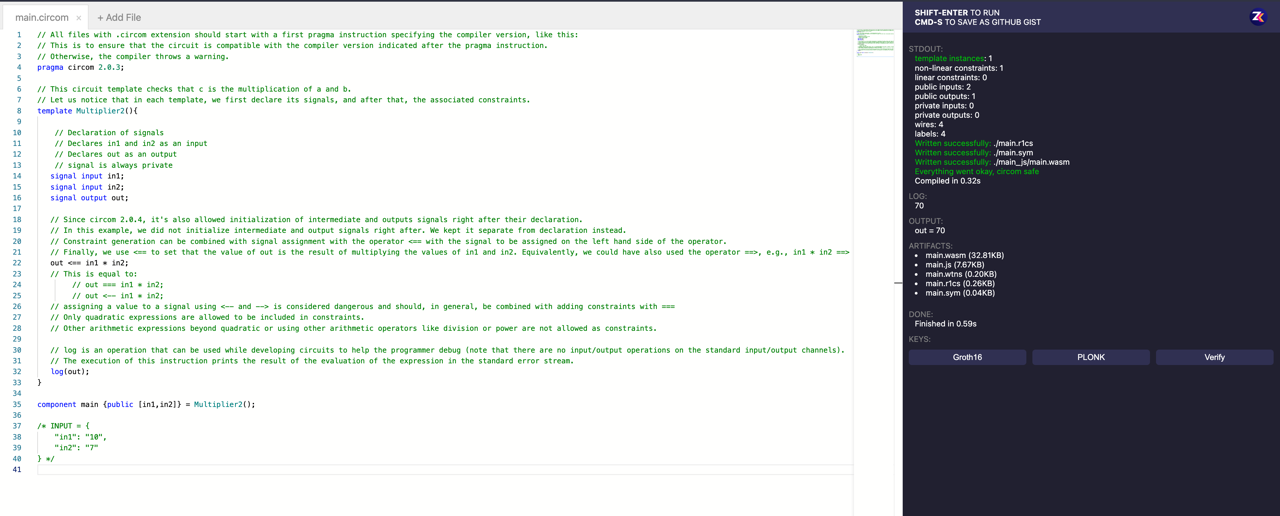 main.circom ×
+ Add File
1 // All files with .circom extension should start with a first pragma instruction specifying the compiler version, like this:
2 // This is to ensure that the circuit is compatible with the compiler version indicated after the pragma instruction.
3 // Otherwise, the compiler throws a warning.
4 pragma circom 2.0.3;
5
6 // This circuit template checks that c is the multiplication of a and b.
7 // Let us notice that in each template, we first declare its signals, and after that, the associated constraints.
8 template Multiplier2(){
9
10 // Declaration of signals
11 // Declares in1 and in2 as an input
12 // Declares out as an output
13 // signal is always private
14 signal input in1;
15 signal input in2;
16 signal output out;
17
18 // Since circom 2.0.4, it's also allowed initialization of intermediate and outputs signals right after their declaration.
19 // In this example, we did not initialize intermediate and output signals right after. We kept it separate from declaration instead.
20 // Constraint generation can be combined with signal assignment with the operator <== with the signal to be assigned on the left hand side of the operator.
21 // Finally, we use <== to set that the value of out is the result of multiplying the values of in1 and in2. Equivalently, we could have also used the operator ==>, e.g., in1 * in2 ==>
22 out <== in1 * in2;
23 // This is equal to:
24 // out === in1 * in2;
25 // out <-- in1 * in2;
26 // assigning a value to a signal using <-- and --> is considered dangerous and should, in general, be combined with adding constraints with ===
27 // Only quadratic expressions are allowed to be included in constraints.
28 // Other arithmetic expressions beyond quadratic or using other arithmetic operators like division or power are not allowed as constraints.
29
30 // log is an operation that can be used while developing circuits to help the programmer debug (note that there are no input/output operations on the standard input/output channels).
31 // The execution of this instruction prints the result of the evaluation of the expression in the standard error stream.
32 log(out);
33 }
34
35 component main {public [in1,in2]} = Multiplier2();
36
37 /* INPUT = {
38 "in1": "10",
39 "in2": "7"
40 } */
41
SHIFT-ENTER TO RUN
CMD-S TO SAVE AS GITHUB GIST
ZK
STDOUT:
template instances: 1
non-linear constraints: 1
linear constraints: 0
public inputs: 2
public outputs: 1
private inputs: 0
private outputs: 0
wires: 4
labels: 4
Written successfully: ./main.r1cs
Written successfully: ./main.sym
Written successfully: ./main_js/main.wasm
Everything went okay, circom safe
Compiled in 0.32s
LOG:
70
OUTPUT:
out = 70
ARTIFACTS:
• main.wasm (32.81KB)
• main.js (7.67KB)
• main.wtns (0.20KB)
• main.r1cs (0.26KB)
• main.sym (0.04KB)
DONE:
Finished in 0.59s
KEYS:
Groth16
PLONK
Verify